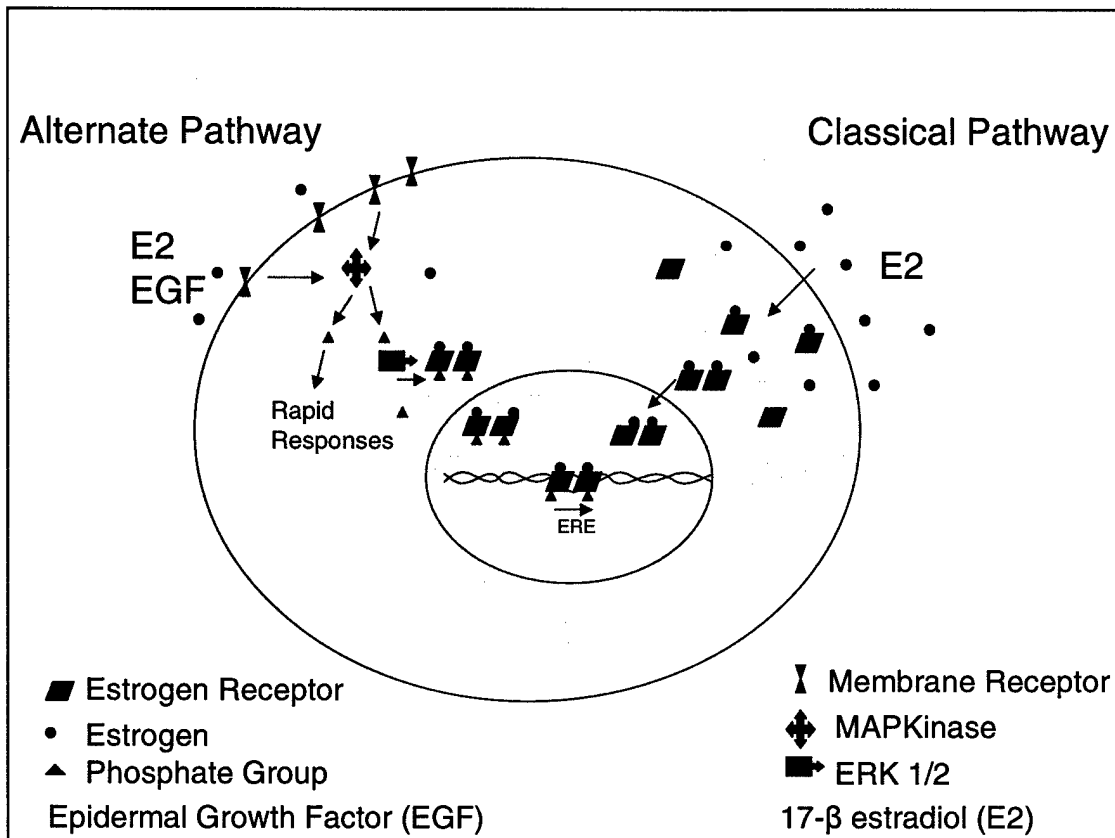 Alternate Pathway
Classical Pathway
E2
EGF
E2
Rapid
Responses
ERE
Estrogen Receptor
Estrogen
Phosphate Group
Epidermal Growth Factor (EGF)
Membrane Receptor
MAPKinase
ERK 1/2
17-β estradiol (E2)